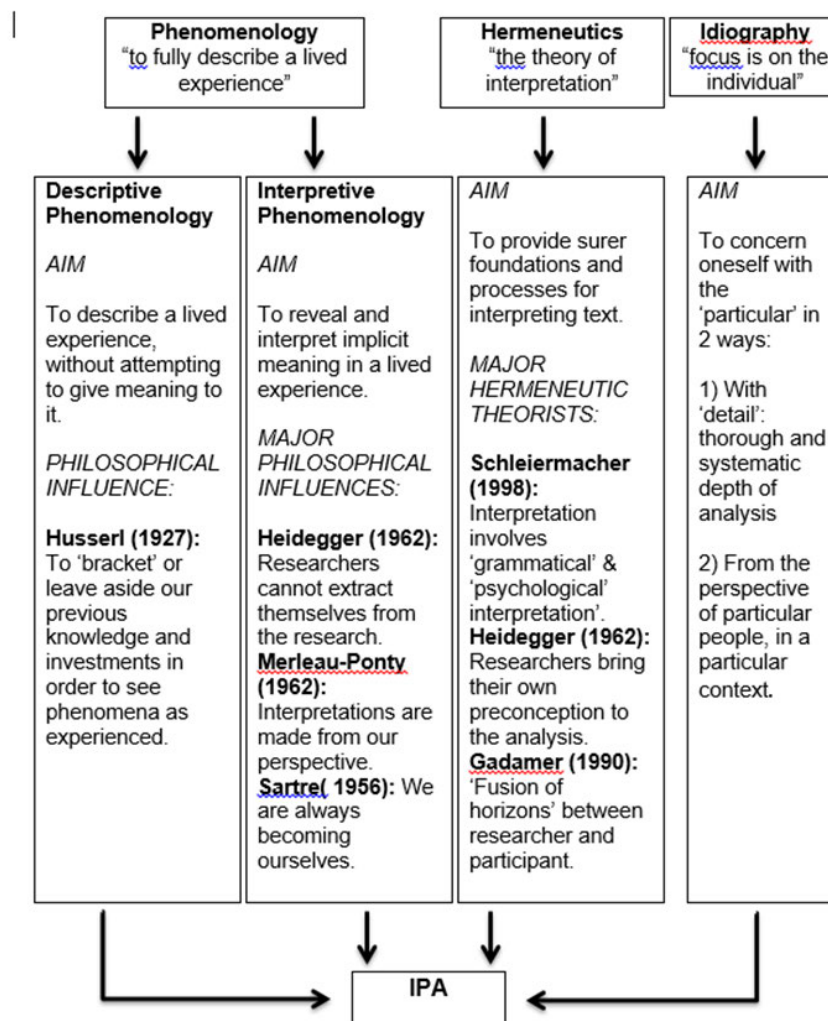 Phenomenology
“to fully describe a lived
experience”
Hermeneutics
“the theory of
interpretation”
Idiography
“focus is on the
individual”
Descriptive
Phenomenology
AIM
To describe a lived
experience,
without attempting
to give meaning to
it.
PHILOSOPHICAL
INFLUENCE:
Husserl (1927):
To ‘bracket’ or
leave aside our
previous
knowledge and
investments in
order to see
phenomena as
experienced.
Interpretive
Phenomenology
AIM
To reveal and
interpret implicit
meaning in a lived
experience.
MAJOR
PHILOSOPHICAL
INFLUENCES:
Heidegger (1962):
Researchers
cannot extract
themselves from
the research.
Merleau-Ponty
(1962):
Interpretations are
made from our
perspective.
Sartre( 1956): We
are always
becoming
ourselves.
AIM
To provide surer
foundations and
processes for
interpreting text.
MAJOR
HERMENEUTIC
THEORISTS:
Schleiermacher
(1998):
Interpretation
involves
‘grammatical’ &
‘psychological’
interpretation’.
Heidegger (1962):
Researchers bring
their own
preconception to
the analysis.
Gadamer (1990):
‘Fusion of
horizons’ between
researcher and
participant.
AIM
To concern
oneself with
the
‘particular’ in
2 ways:
1) With
‘detail’:
thorough and
systematic
depth of
analysis
2) From the
perspective
of particular
people, in a
particular
context.
IPA